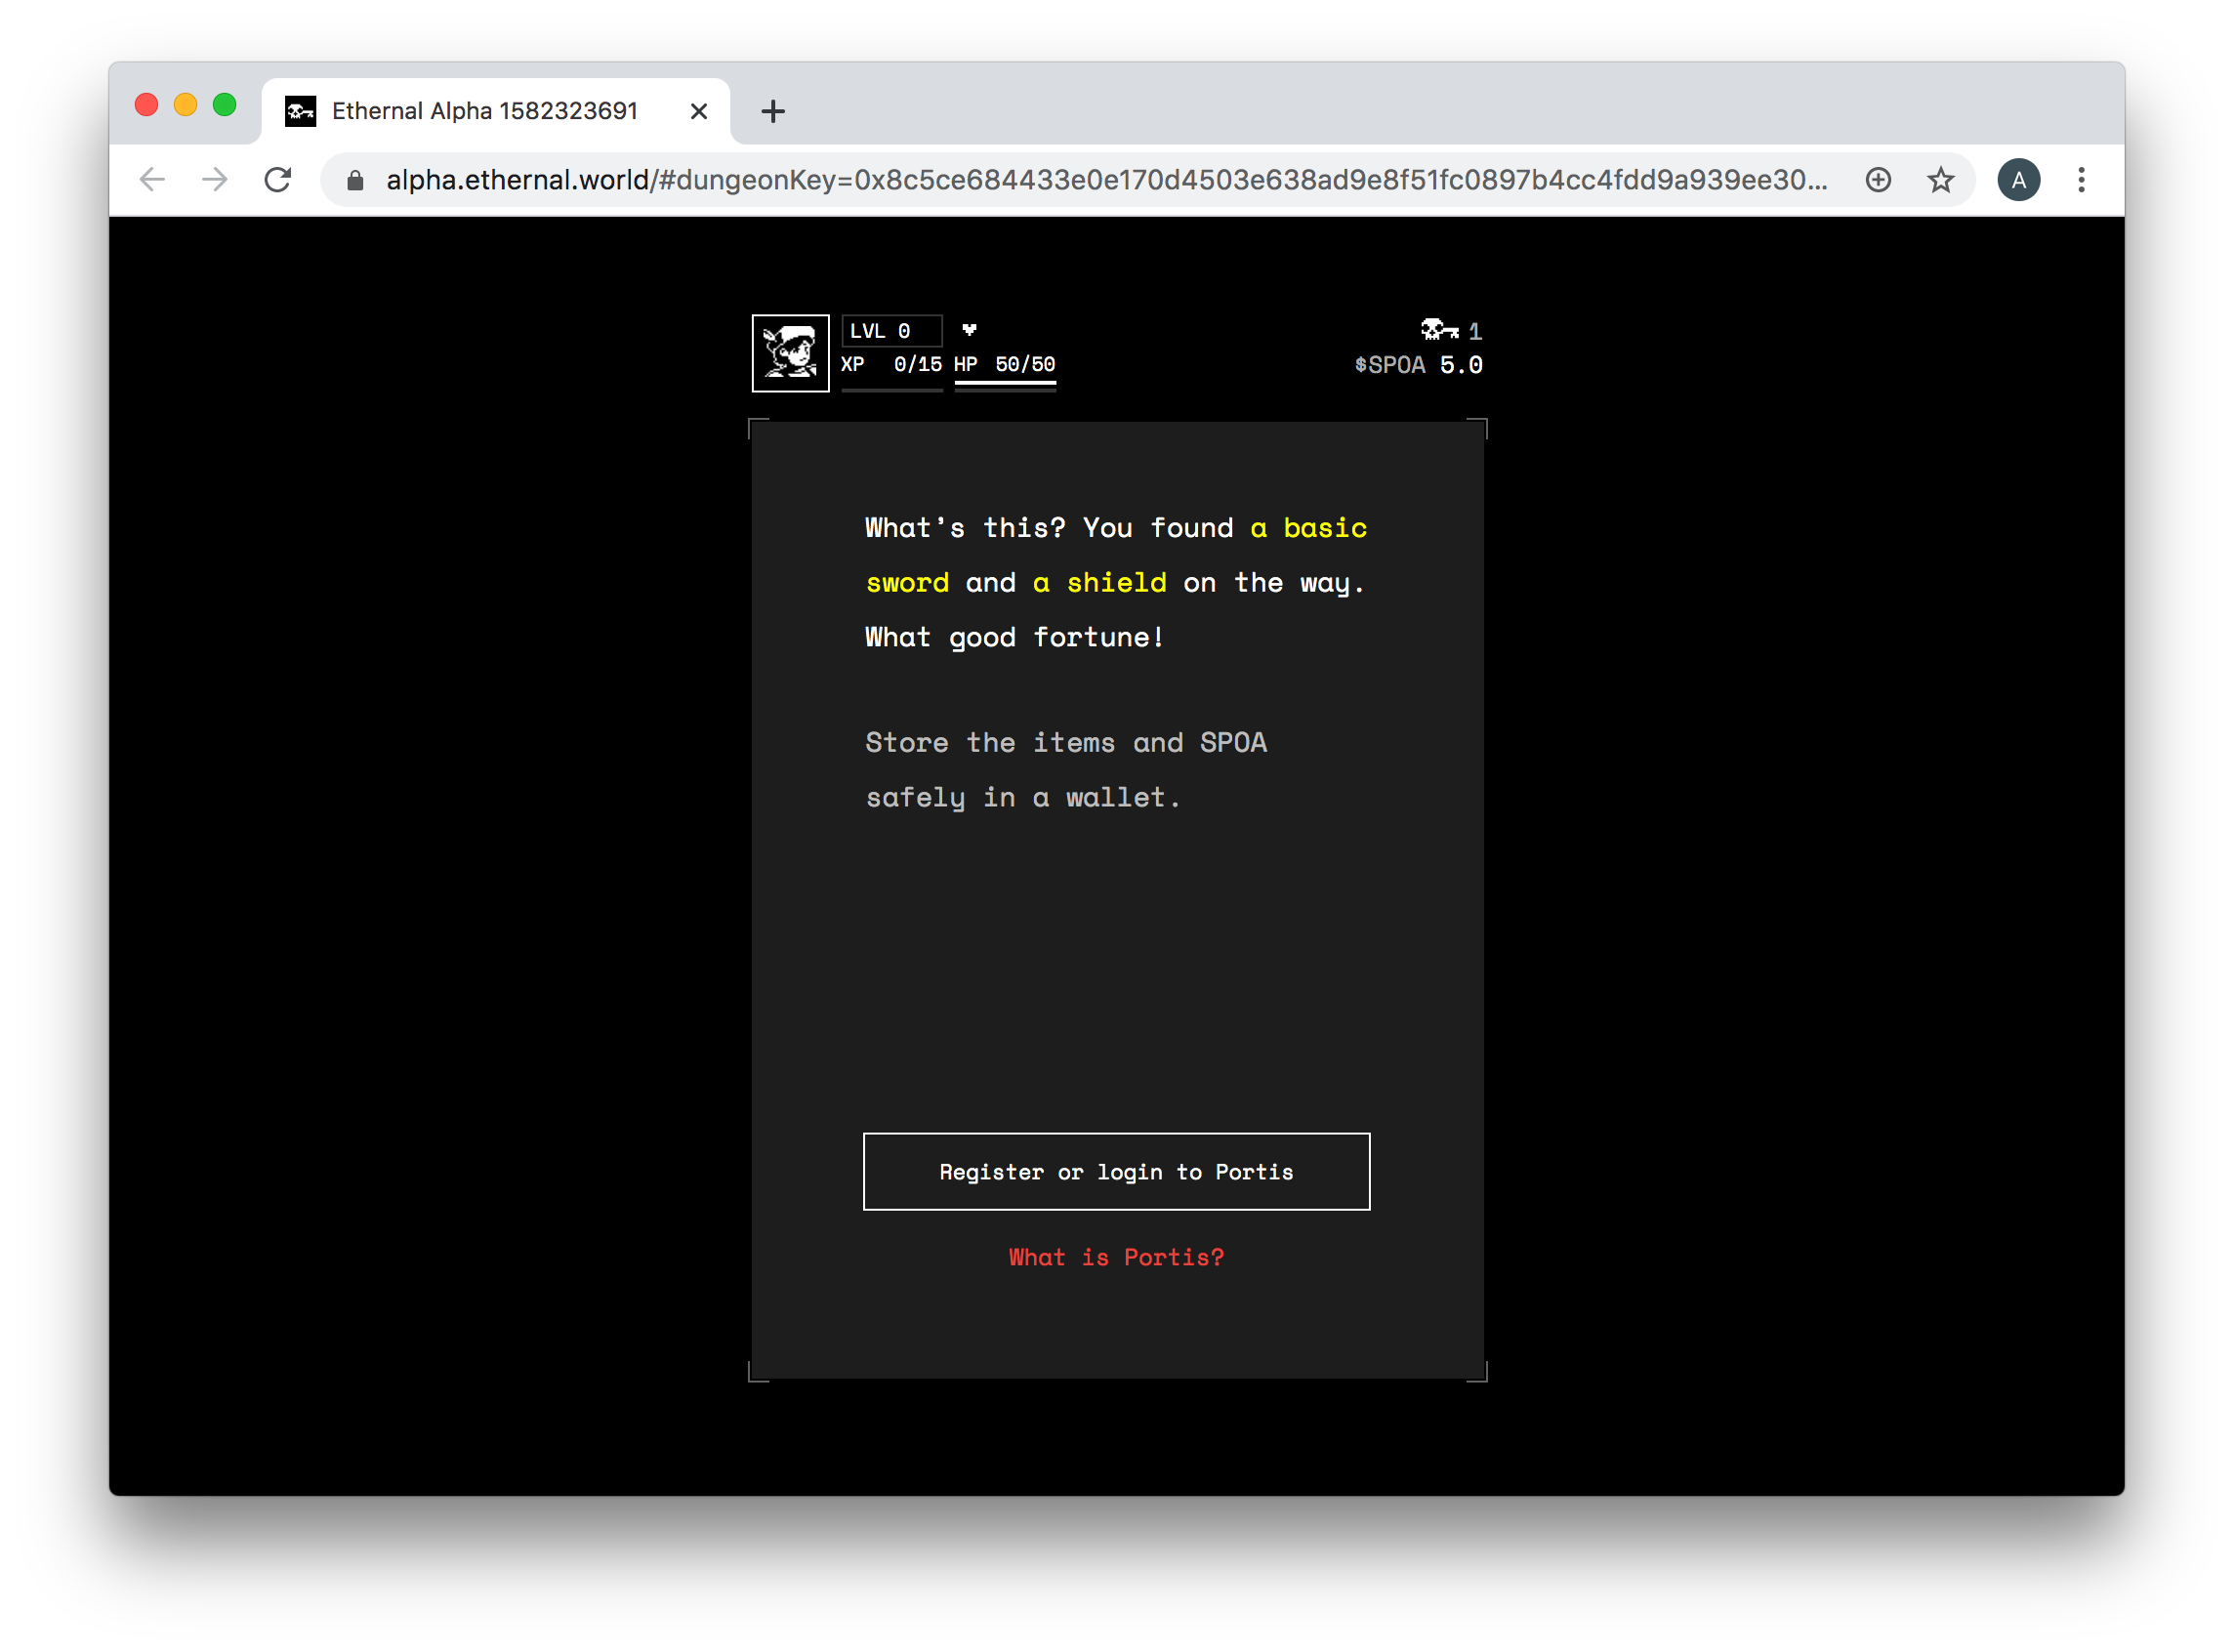 Ethernal Alpha 1582323691
alpha.ethernal.world/#dungeonKey=0x8c5ce684433e0e170d4503e638ad9e8f51fc0897b4cc4fdd9a939ee30...
A
LVL 0
1
XP 0/15 HP 50/50
$SPOA 5.0
What's this? You found a basic
sword and a shield on the way.
What good fortune!
Store the items and SPOA
safely in a wallet.
Register or login to Portis
What is Portis?